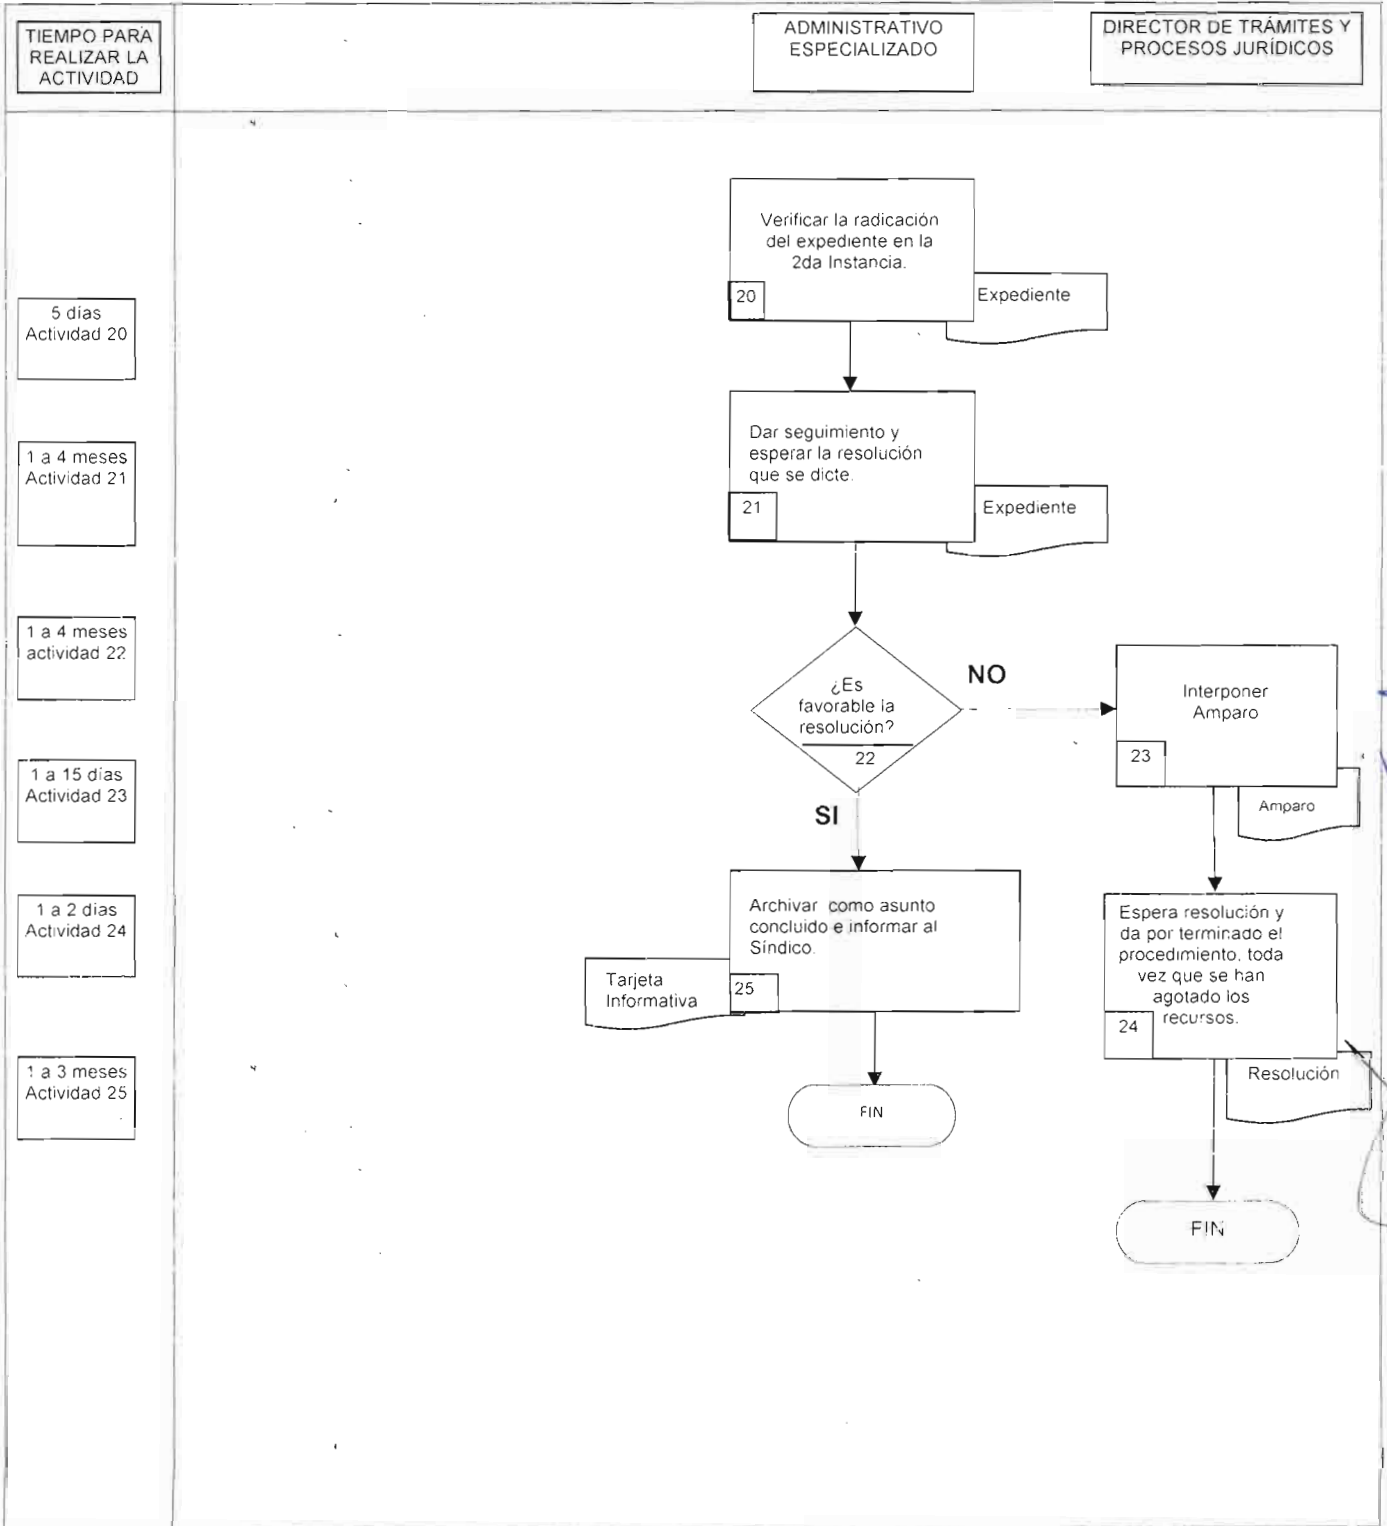 TIEMPO PARA
REALIZAR LA
ACTIVIDAD
ADMINISTRATIVO
ESPECIALIZADO
DIRECTOR DE TRÁMITES Y
PROCESOS JURÍDICOS
Verificar la radicación
del expediente en la
2da Instancia.
20
Expediente
5 días
Actividad 20
Dar seguimiento y
esperar la resolución
que se dicte.
21
Expediente
1 a 4 meses
Actividad 21
1 a 4 meses
actividad 22
¿Es
favorable la
resolución?
22
NO
Interponer
Amparo
23
Amparo
1 a 15 días
Actividad 23
SI
Archivar como asunto
concluido e informar al
Síndico.
25
Tarjeta
Informativa
1 a 2 días
Actividad 24
Espera resolución y
da por terminado el
procedimiento, toda
vez que se han
agotado los
recursos.
24
Resolución
1 a 3 meses
Actividad 25
FIN
FIN